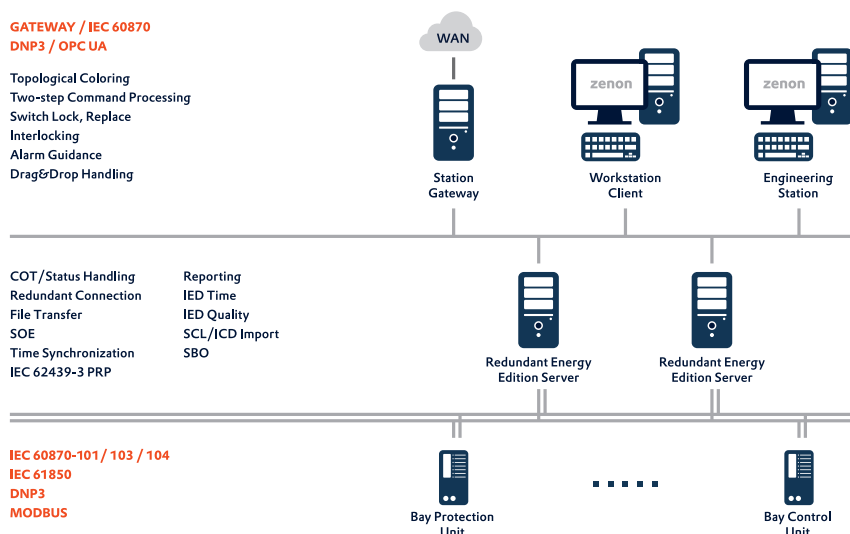 GATEWAY / IEC 60870
DNP3 / OPC UA
Topological Coloring
Two-step Command Processing
Switch Lock, Replace
Interlocking
Alarm Guidance
Drag&Drop Handling
WAN
zenon
zenon
Station
Gateway
Workstation
Client
Engineering
Station
COT/Status Handling
Redundant Connection
File Transfer
SOE
Time Synchronization
IEC 62439-3 PRP
Reporting
IED Time
IED Quality
SCL/ICD Import
SBO
Redundant Energy
Edition Server
Redundant Energy
Edition Server
IEC 60870-101 / 103 / 104
IEC 61850
DNP3
MODBUS
Bay Protection
Unit
Bay Control
Unit